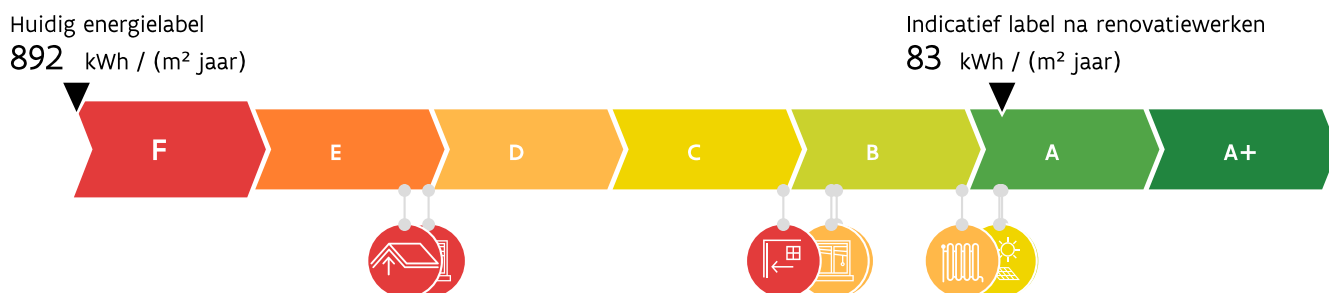 Huidig energielabel
892 kWh / (m² jaar)
Indicatief label na renovatiewerken
83 kWh / (m² jaar)
F E D C B A A+